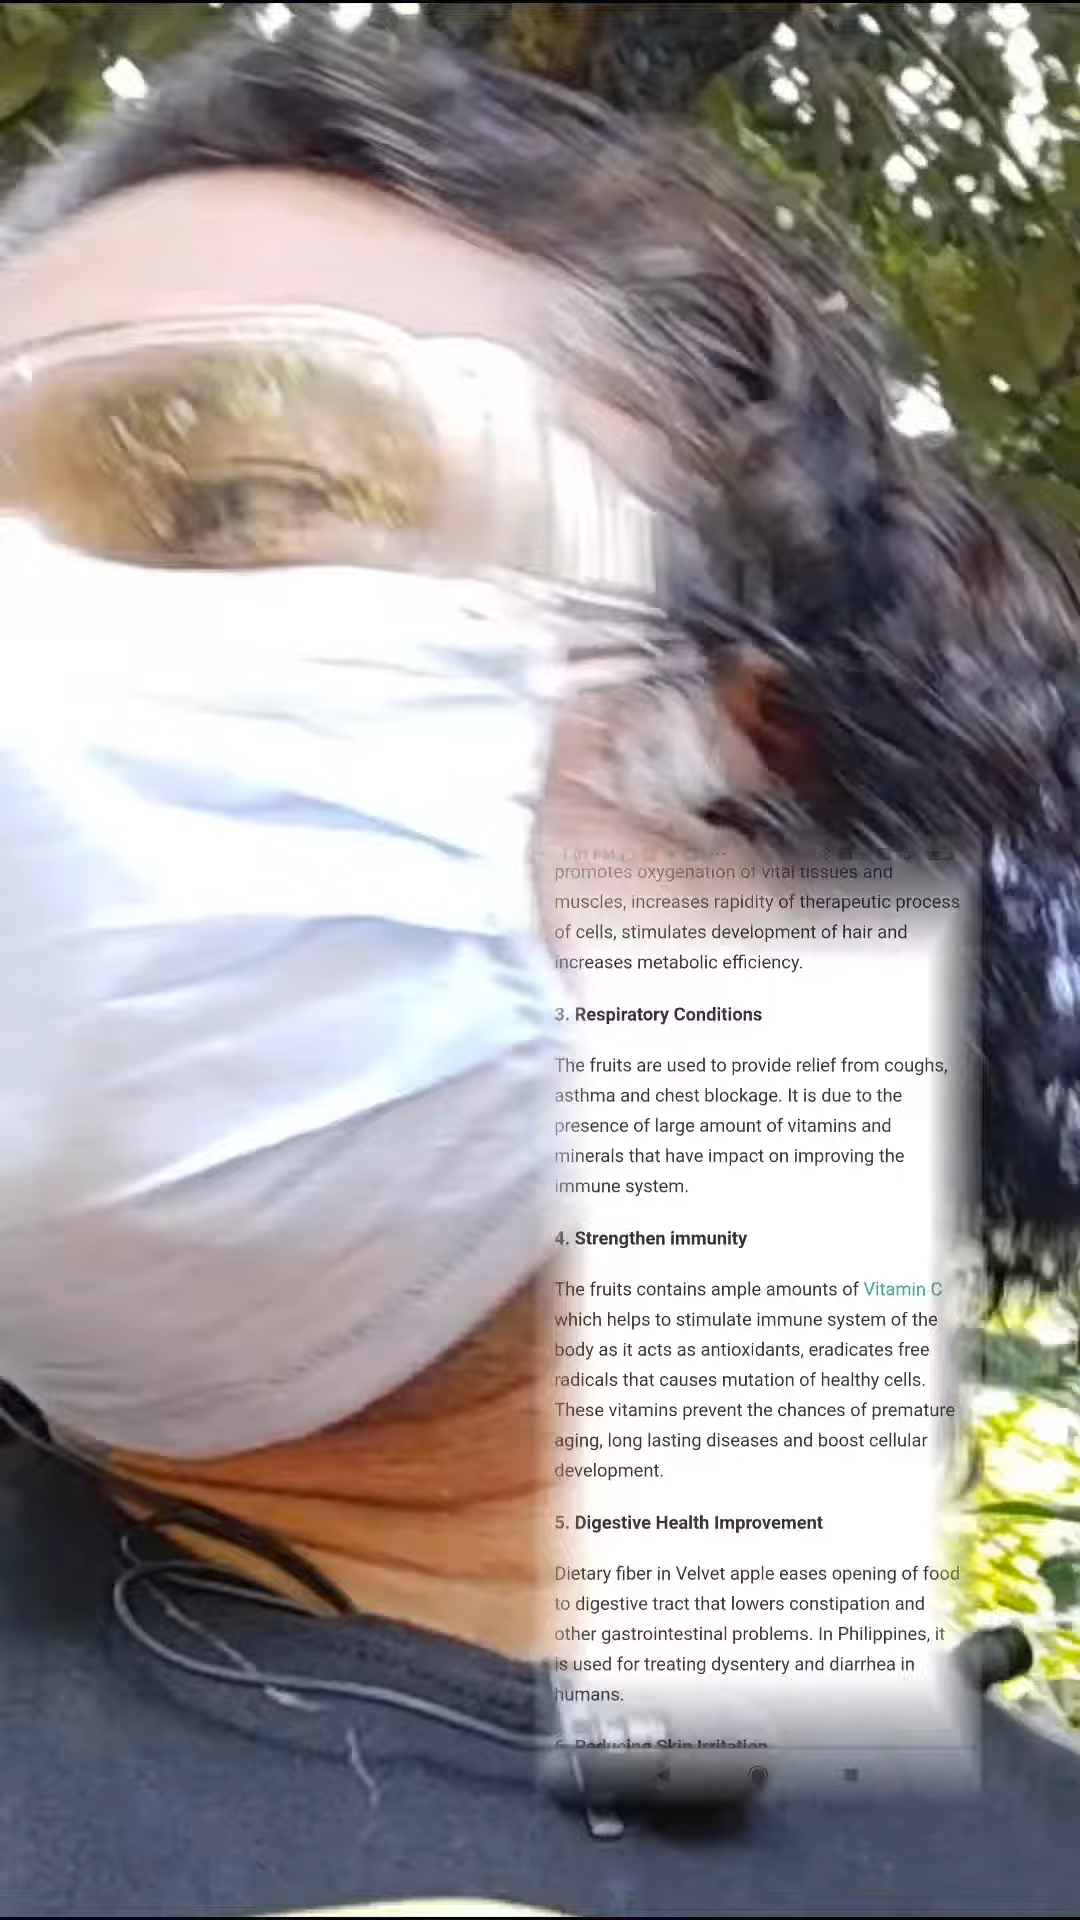 promotes oxygenation of vital tissues and
muscles, increases rapidity of therapeutic process
of cells, stimulates development of hair and
increases metabolic efficiency.
3. Respiratory Conditions
The fruits are used to provide relief from coughs,
asthma and chest blockage. It is due to the
presence of large amount of vitamins and
minerals that have impact on improving the
immune system.
4. Strengthen immunity
The fruits contains ample amounts of Vitamin C
which helps to stimulate immune system of the
body as it acts as antioxidants, eradicates free
radicals that causes mutation of healthy cells.
These vitamins prevent the chances of premature
aging, long lasting diseases and boost cellular
development.
5. Digestive Health Improvement
Dietary fiber in Velvet apple eases opening of food
to digestive tract that lowers constipation and
other gastrointestinal problems. In Philippines, it
is used for treating dysentery and diarrhea in
humans.
6. Reducing Skin Irritation